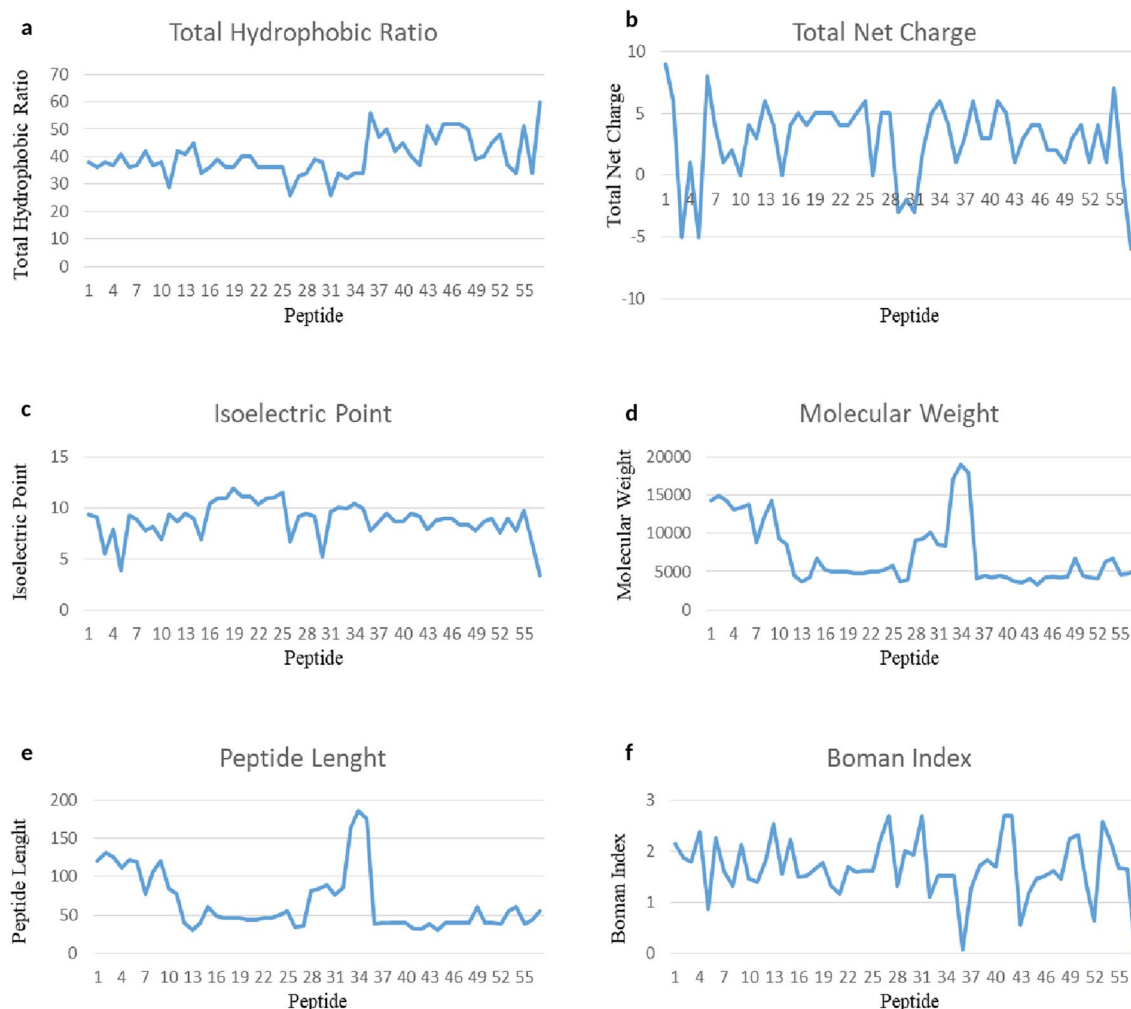 a
Total Hydrophobic Ratio
Total Hydrophobic Ratio
70
60
50
40
30
20
10
0
1 4 7 10 13 16 19 22 25 28 31 34 37 40 43 46 49 52 55
Peptide
b
Total Net Charge
Total Net Charge
10
5
0
-5
-10
1 4 7 10 13 16 19 22 25 28 31 34 37 40 43 46 49 52 55
Peptide
c
Isoelectric Point
Isoelectric Point
15
10
5
0
1 4 7 10 13 16 19 22 25 28 31 34 37 40 43 46 49 52 55
Peptide
d
Molecular Weight
Molecular Weight
20000
15000
10000
5000
0
1 4 7 10 13 16 19 22 25 28 31 34 37 40 43 46 49 52 55
Peptide
e
Peptide Lenght
Peptide Lenght
200
150
100
50
0
1 4 7 10 13 16 19 22 25 28 31 34 37 40 43 46 49 52 55
Peptide
f
Boman Index
Boman Index
3
2
1
0
1 4 7 10 13 16 19 22 25 28 31 34 37 40 43 46 49 52 55
Peptide